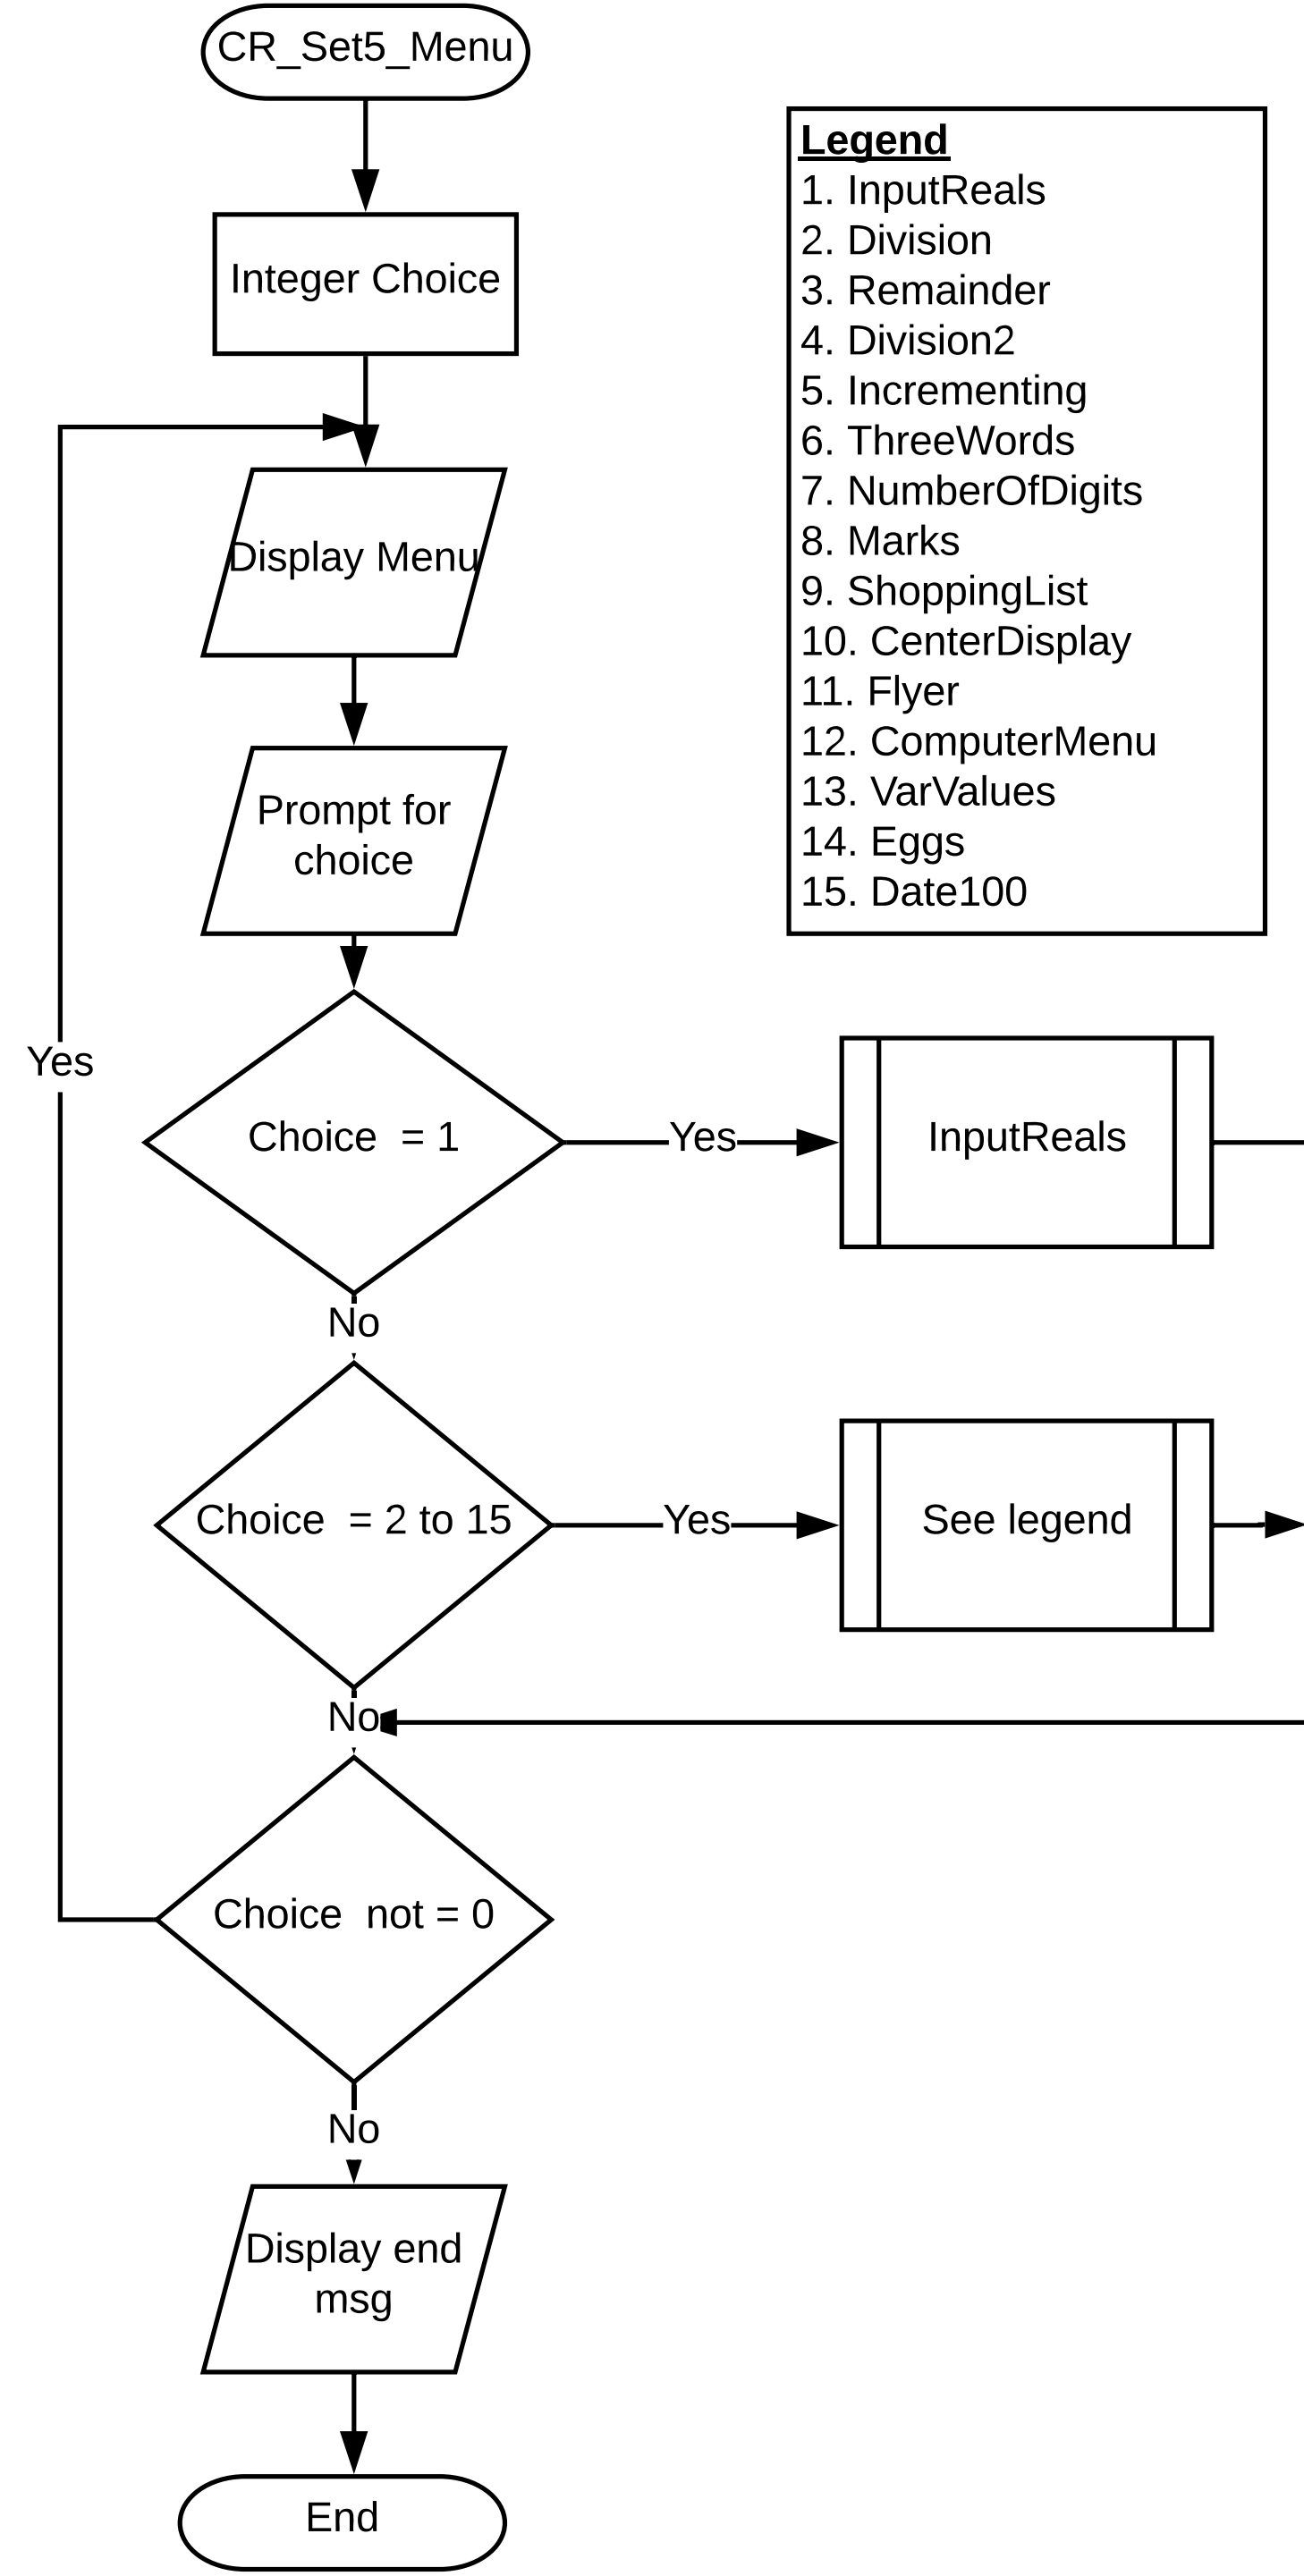 CR_Set5_Menu
Legend
1. InputReals
2. Division
3. Remainder
4. Division2
5. Incrementing
6. ThreeWords
7. NumberOfDigits
8. Marks
9. ShoppingList
10. CenterDisplay
11. Flyer
12. ComputerMenu
13. VarValues
14. Eggs
15. Date100
Integer Choice
Display Menu
Prompt for
choice
Yes
Choice = 1
Yes
InputReals
No
Choice = 2 to 15
Yes
See legend
No
Choice not = 0
No
Display end
msg
End